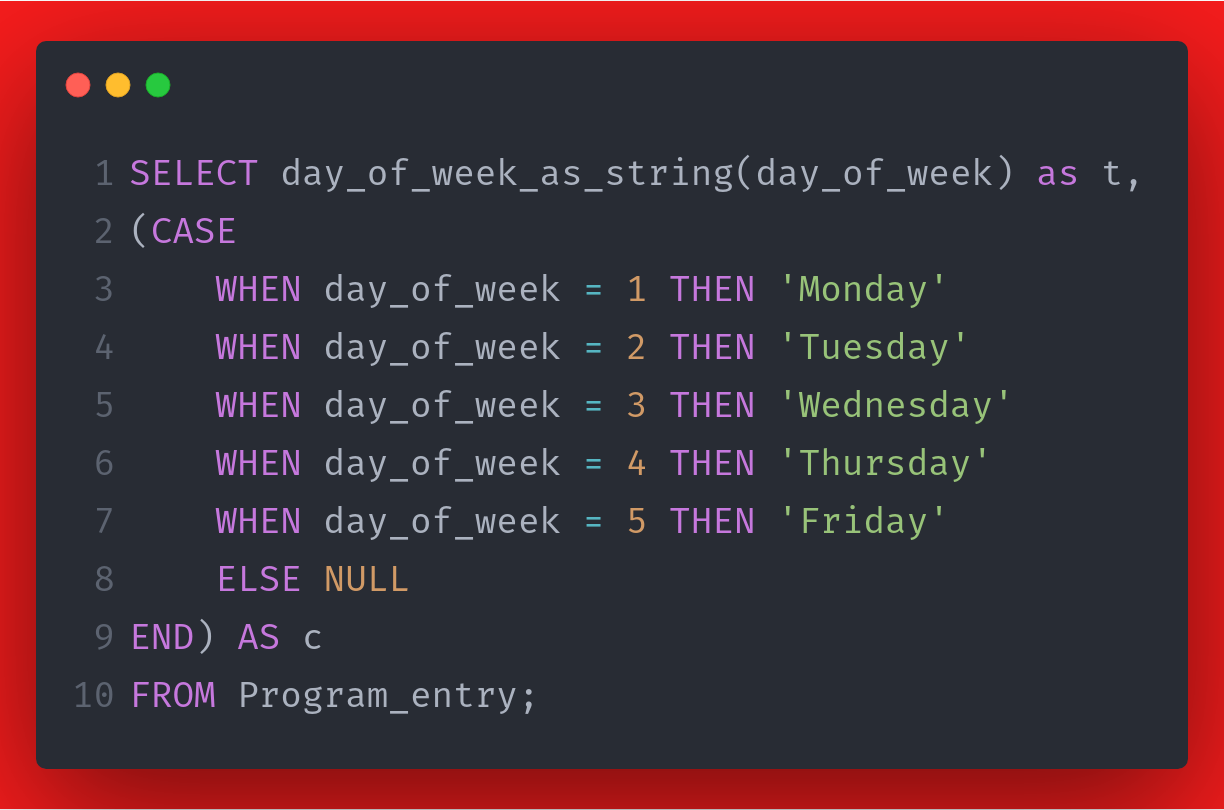 1 SELECT day_of_week_as_string(day_of_week) as t,
2 (CASE
3     WHEN day_of_week = 1 THEN 'Monday'
4     WHEN day_of_week = 2 THEN 'Tuesday'
5     WHEN day_of_week = 3 THEN 'Wednesday'
6     WHEN day_of_week = 4 THEN 'Thursday'
7     WHEN day_of_week = 5 THEN 'Friday'
8     ELSE NULL
9 END) AS c
10 FROM Program_entry;